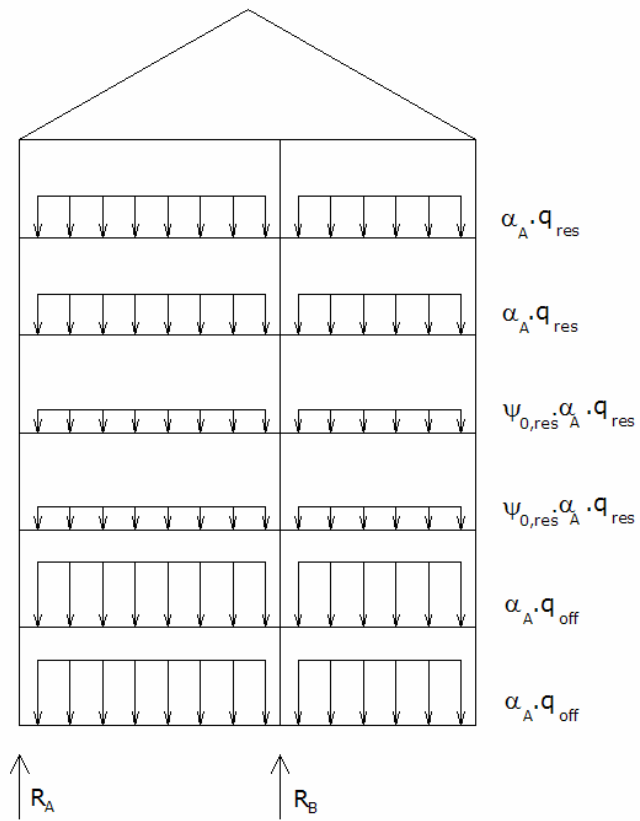 α_A.q_res
α_A.q_res
ψ_0,res.α_A.q_res
ψ_0,res.α_A.q_res
α_A.q_off
α_A.q_off
R_A R_B